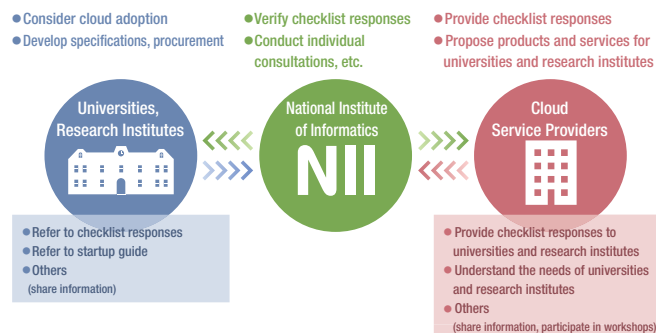 ● Consider cloud adoption
● Develop specifications, procurement
● Verify checklist responses
● Conduct individual
consultations, etc.
● Provide checklist responses
● Propose products and services for
universities and research institutes
Universities,
Research Institutes
National Institute
of Informatics
NII
Cloud
Service Providers
● Refer to checklist responses
● Refer to startup guide
● Others
(share information)
● Provide checklist responses to
universities and research institutes
● Understand the needs of universities
and research institutes
● Others
(share information, participate in workshops)